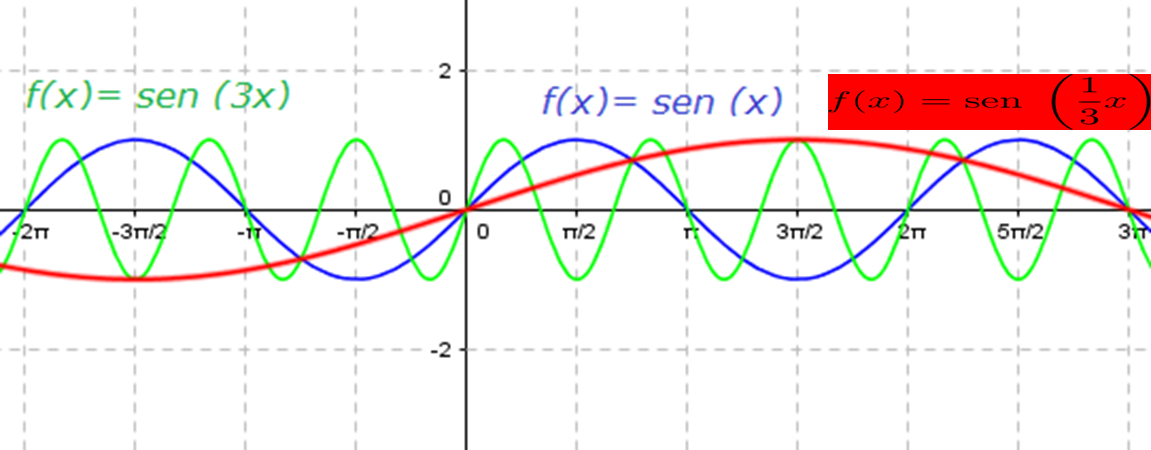 2
f(x)= sen (3x)
f(x)= sen (x)
f(x) = sen (1/3 x)
0
-2π -3π/2 -π -π/2 0 π/2 π 3π/2 2π 5π/2 3π
-2